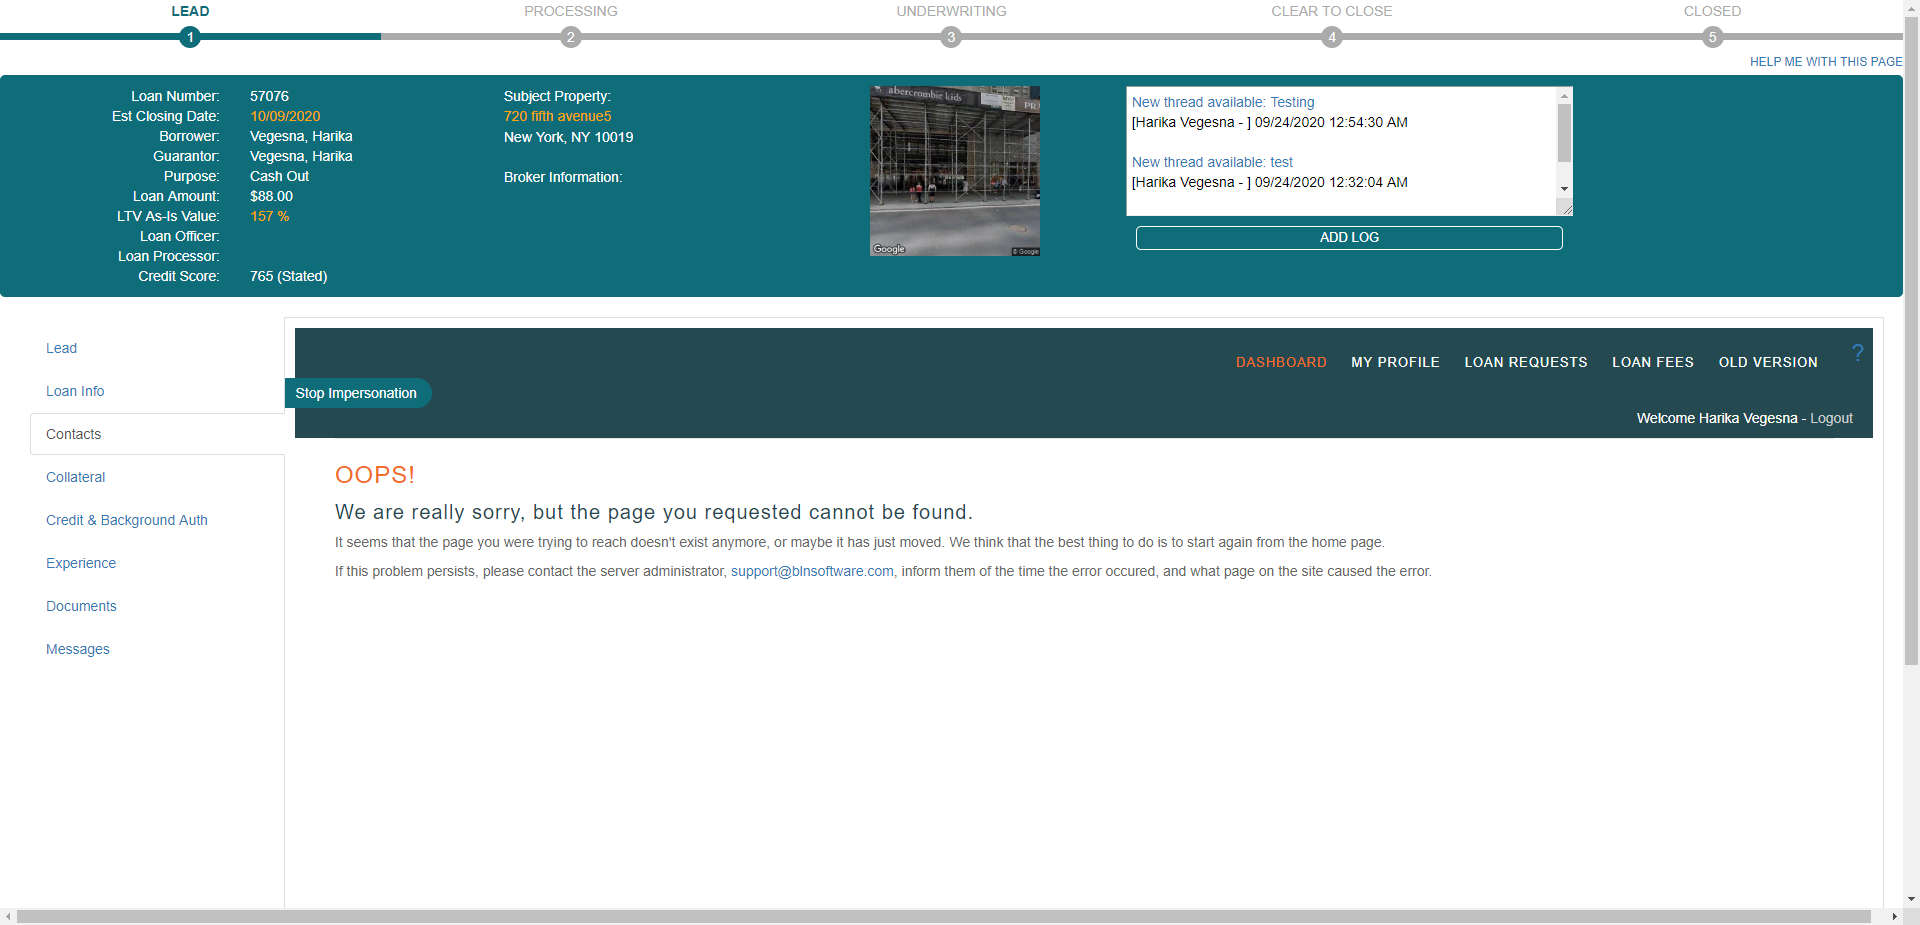 LEAD
PROCESSING
UNDERWRITING
CLEAR TO CLOSE
CLOSED
1
2
3
4
5
HELP ME WITH THIS PAGE
Loan Number: 57076
Est Closing Date: 10/09/2020
Borrower: Vegesna, Harika
Guarantor: Vegesna, Harika
Purpose: Cash Out
Loan Amount: $88.00
LTV As-Is Value: 157 %
Loan Officer:
Loan Processor:
Credit Score: 765 (Stated)
Subject Property:
720 fifth avenue5
New York, NY 10019
Broker Information:
abercrombie kids
PR
Google
© Google
New thread available: Testing
[Harika Vegesna - ] 09/24/2020 12:54:30 AM
New thread available: test
[Harika Vegesna - ] 09/24/2020 12:32:04 AM
ADD LOG
Lead
Loan Info
Contacts
Collateral
Credit & Background Auth
Experience
Documents
Messages
DASHBOARD
MY PROFILE
LOAN REQUESTS
LOAN FEES
OLD VERSION
?
Stop Impersonation
Welcome Harika Vegesna - Logout
OOPS!
We are really sorry, but the page you requested cannot be found.
It seems that the page you were trying to reach doesn't exist anymore, or maybe it has just moved. We think that the best thing to do is to start again from the home page.
If this problem persists, please contact the server administrator, support@blnsoftware.com, inform them of the time the error occured, and what page on the site caused the error.